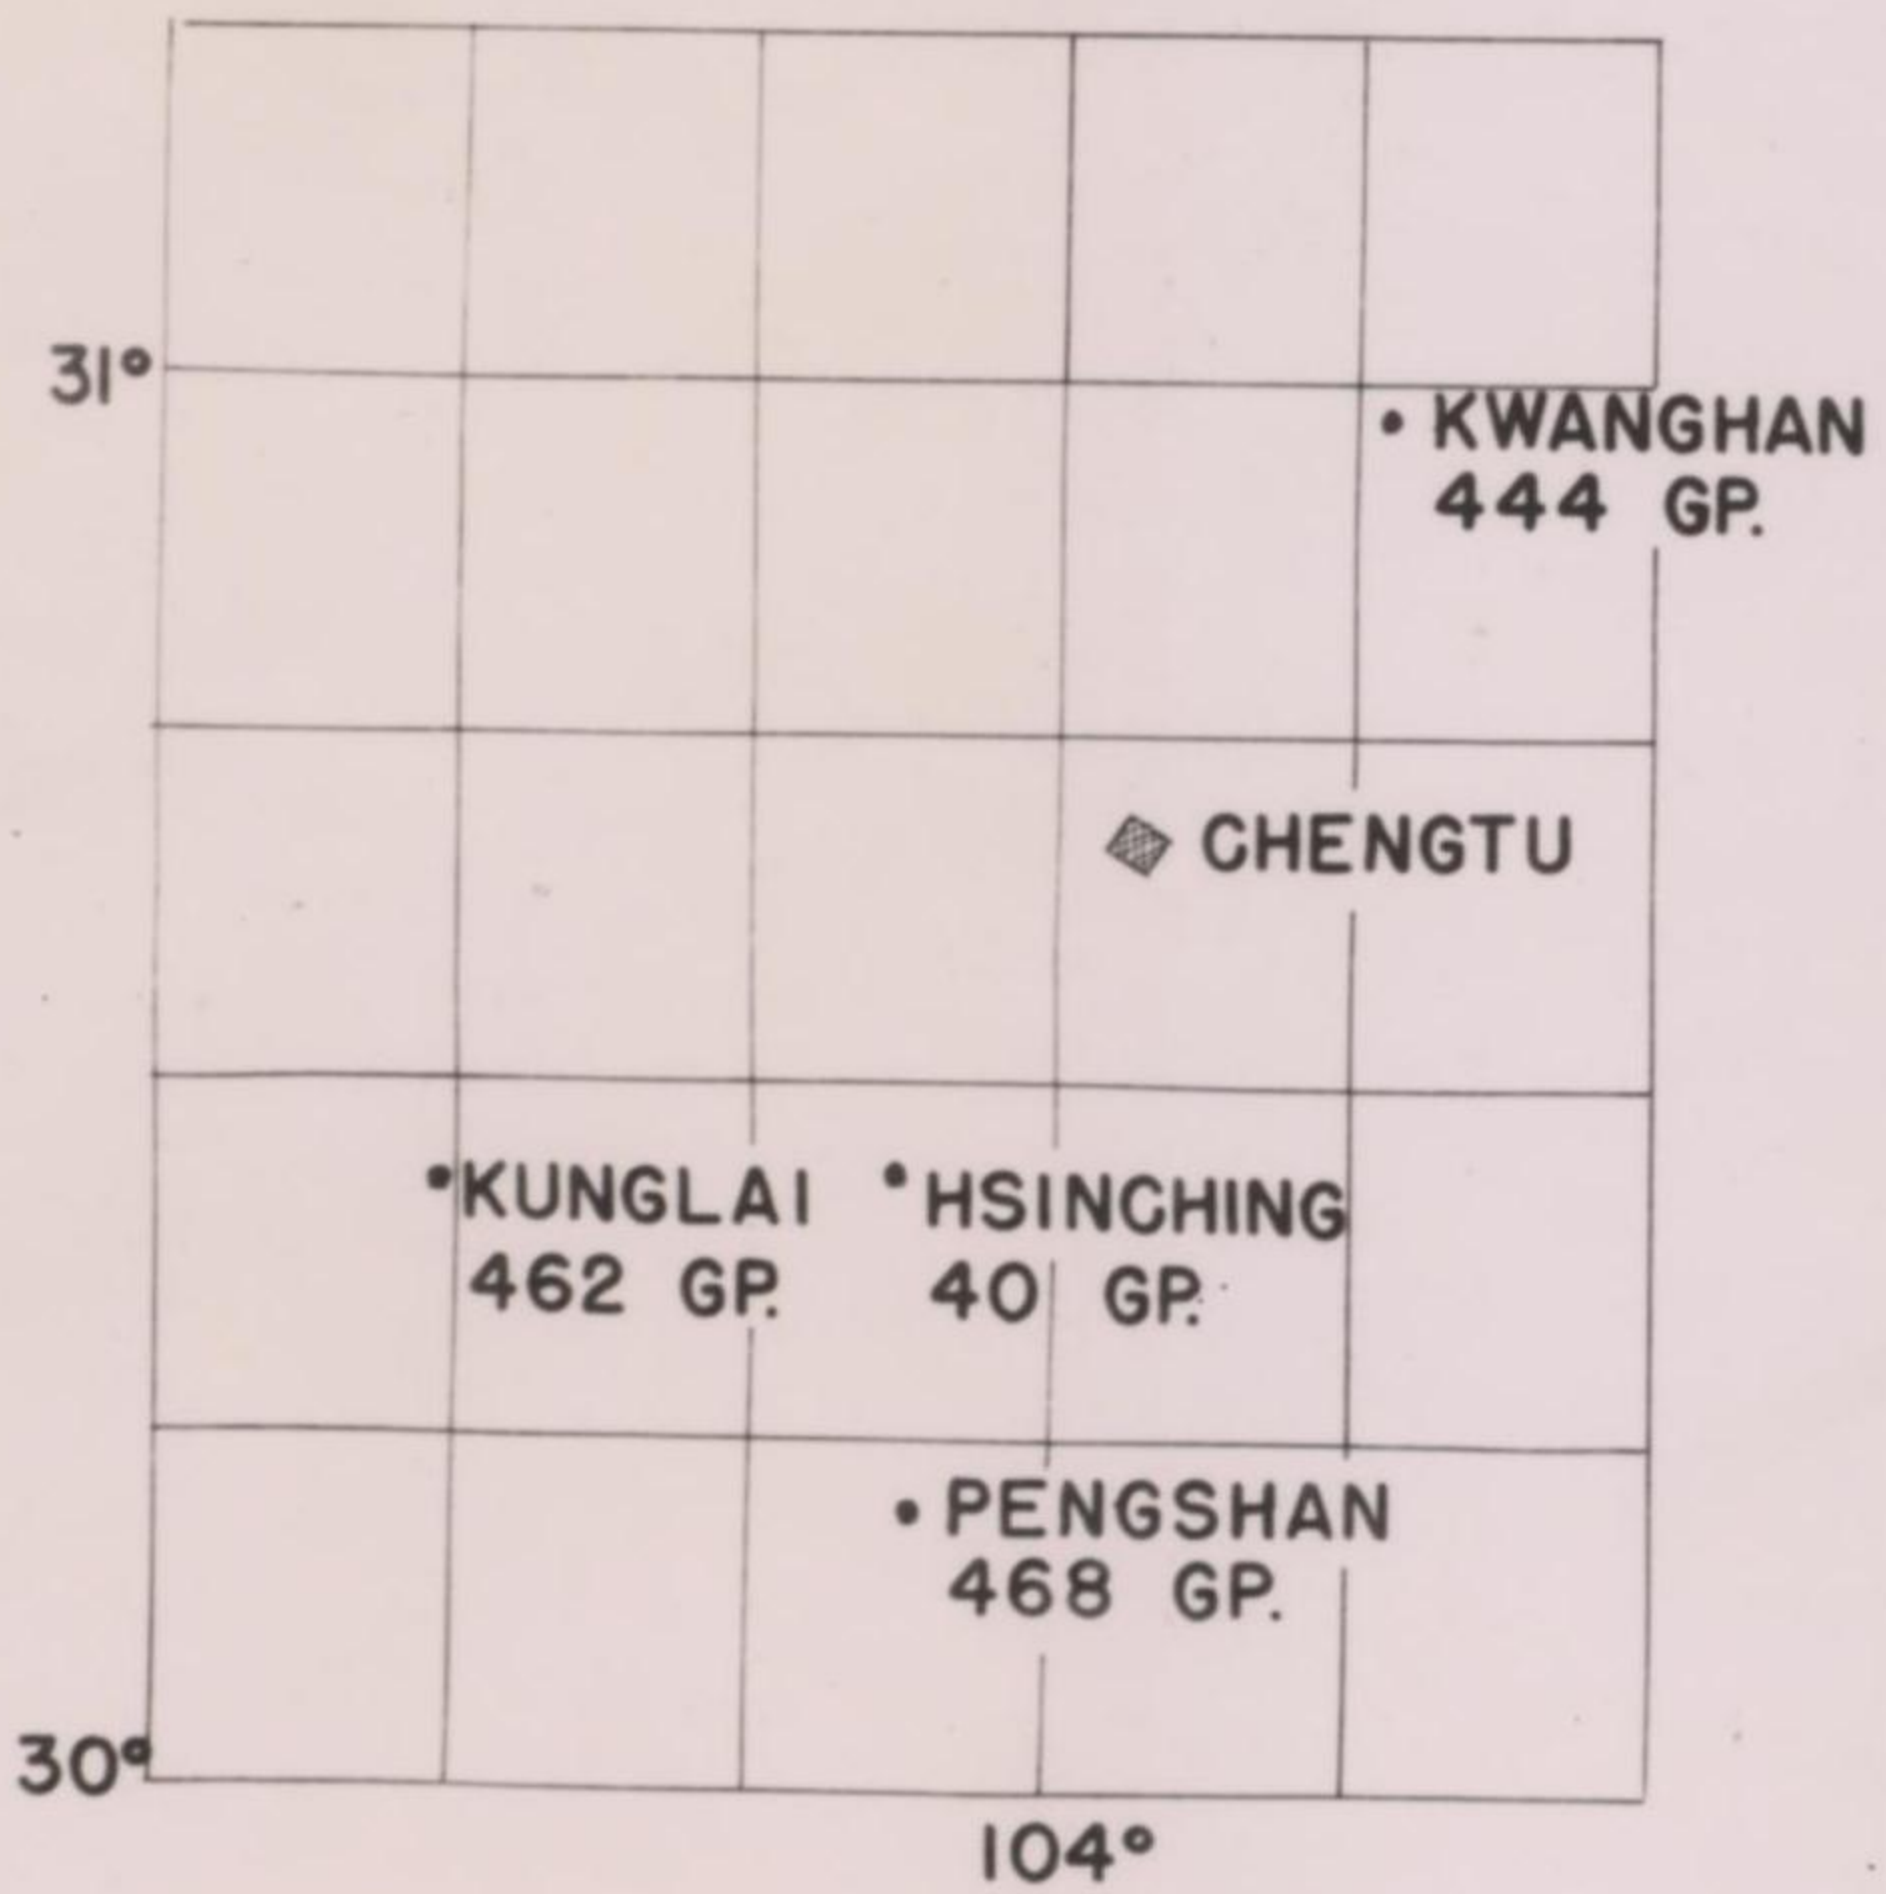 31°
KWANGHAN
444 GP.
CHENGTU
KUNGLAI
462 GP.
HSINCHING
40 GP.
PENGSHAN
468 GP.
30°
104°